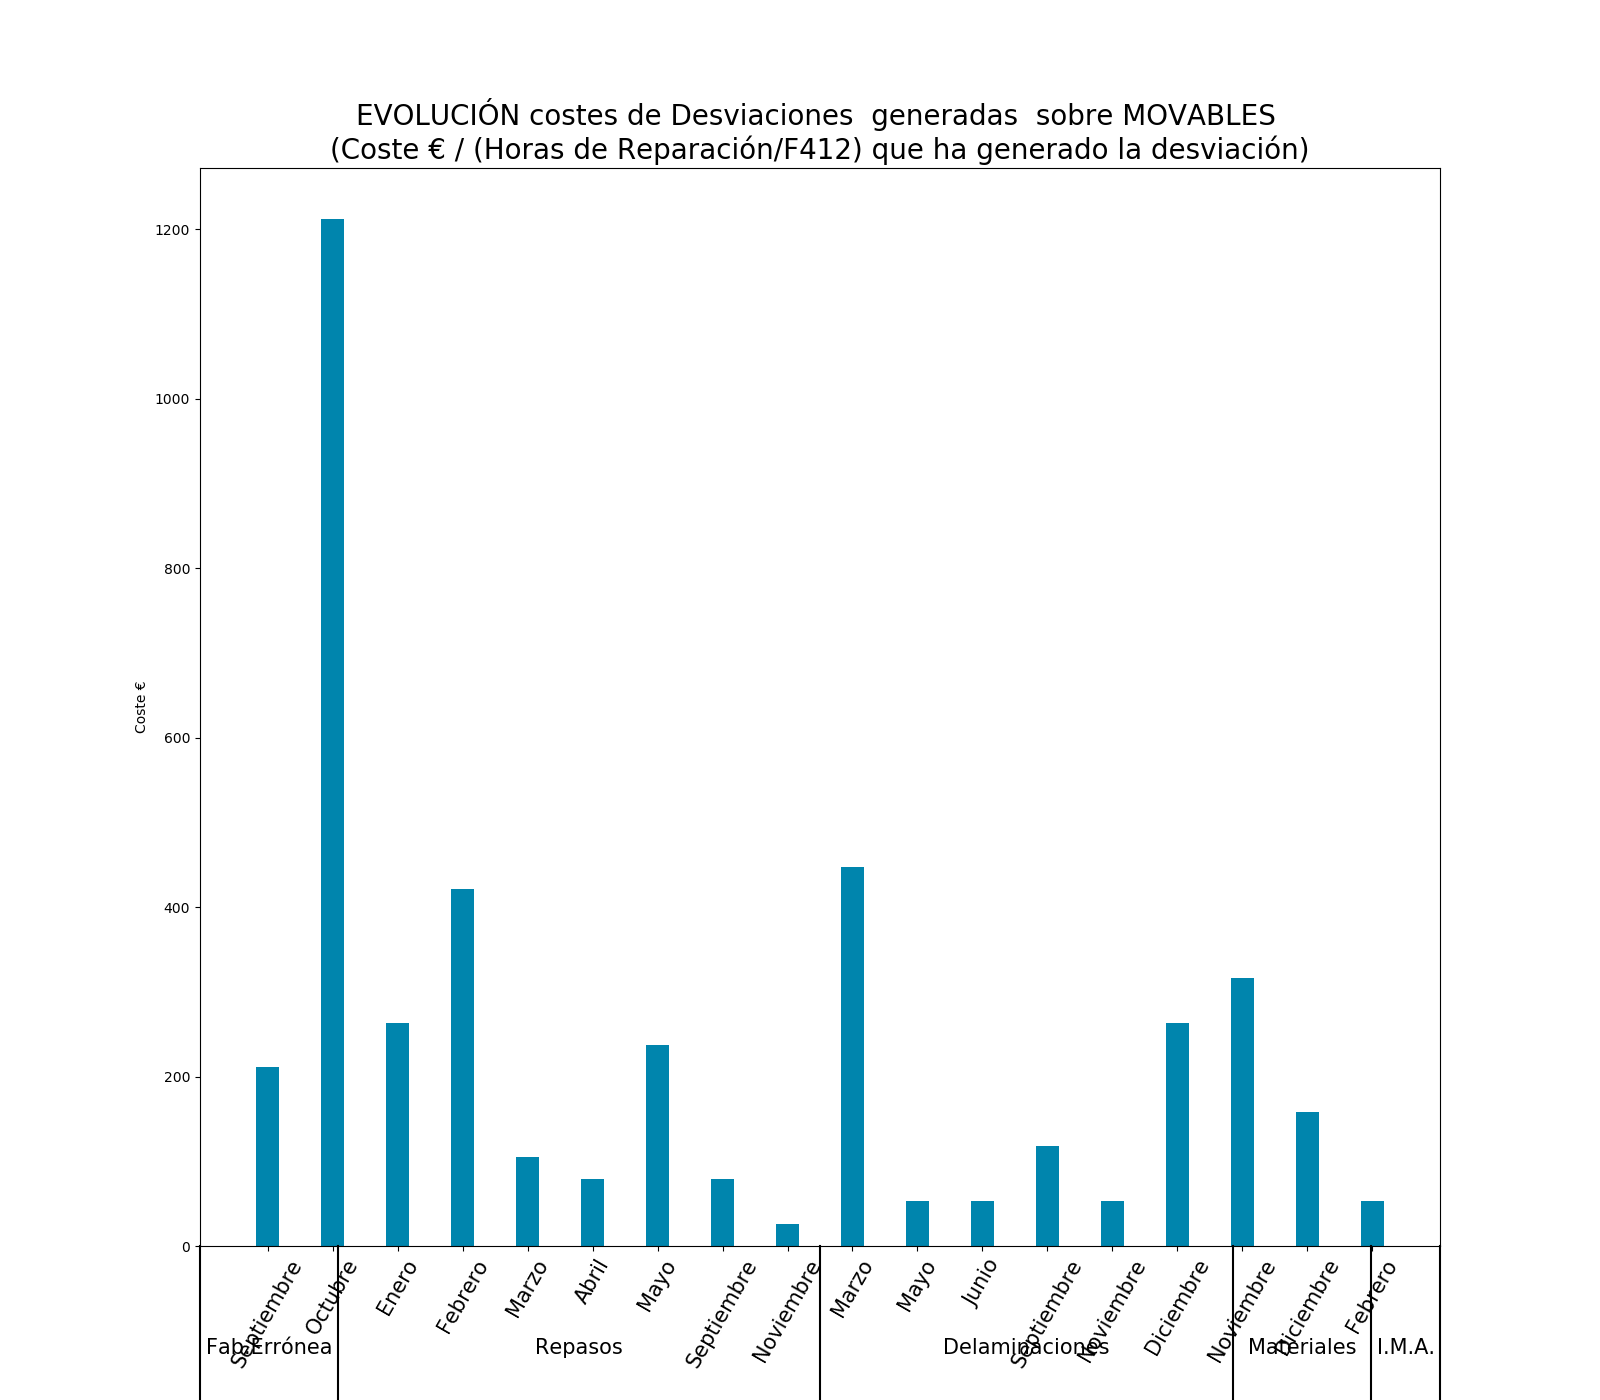 EVOLUCIÓN costes de Desviaciones  generadas  sobre MOVABLES
(Coste € / (Horas de Reparación/F412) que ha generado la desviación)
1200
1000
800
600
400
200
0
Coste €
Septiembre
Octubre
Enero
Febrero
Marzo
Abril
Mayo
Septiembre
Noviembre
Marzo
Mayo
Junio
Septiembre
Noviembre
Diciembre
Noviembre
Diciembre
Febrero
Fab.Errónea
Repasos
Delaminaciones
Materiales
I.M.A.